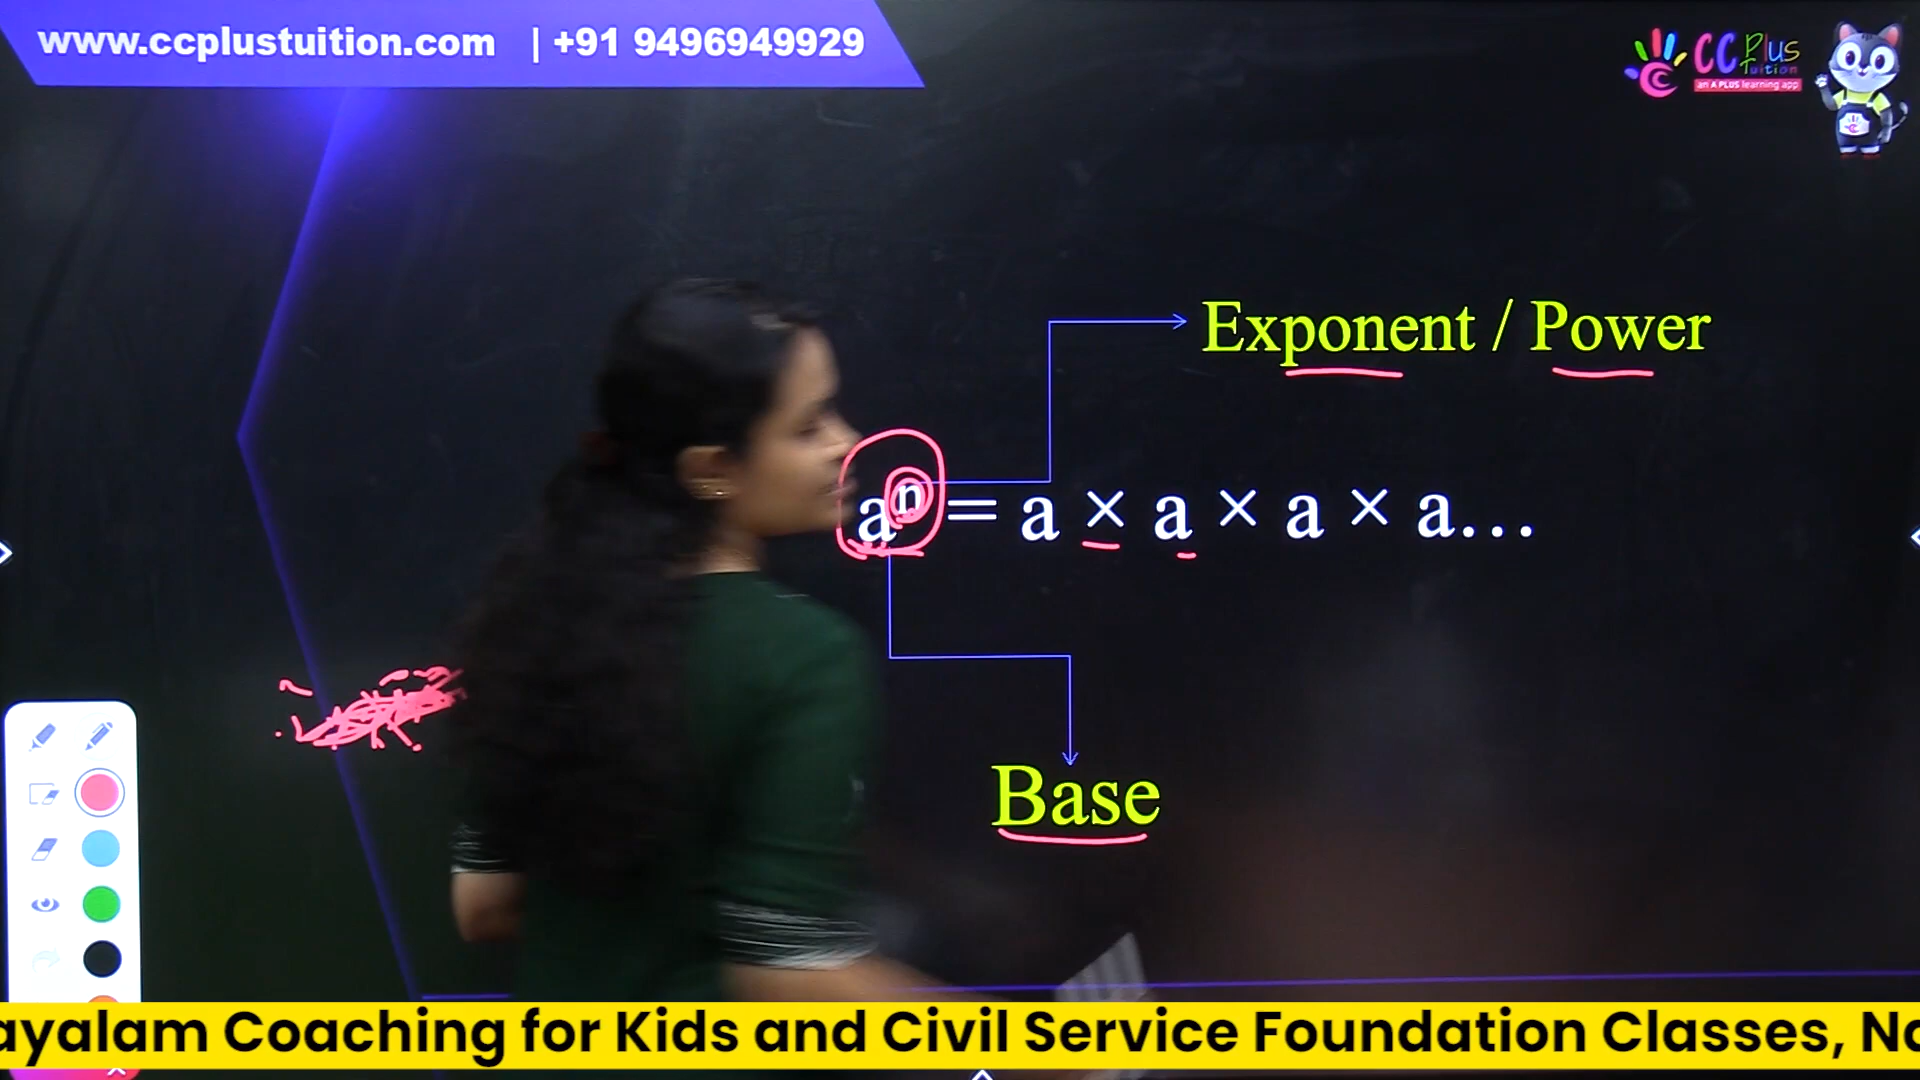 www.ccplustuition.com | +91 9496949929
CC Plus
Tuition
an A PLUS learning app
Exponent / Power
aⁿ = a × a × a × a...
Base
ayalam Coaching for Kids and Civil Service Foundation Classes, Na